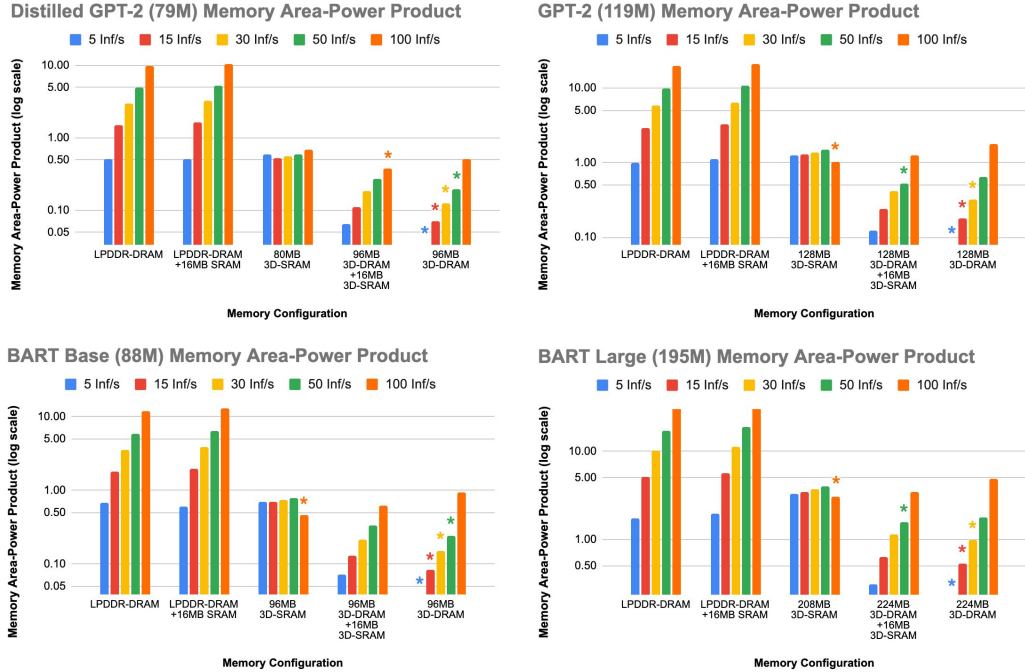 Distilled GPT-2 (79M) Memory Area-Power Product
5 Inf/s 15 Inf/s 30 Inf/s 50 Inf/s 100 Inf/s
Memory Area-Power Product (log scale)
10.00
5.00
1.00
0.50
0.10
0.05
* * * * *
LPDDR-DRAM
LPDDR-DRAM
+16MB SRAM
80MB
3D-SRAM
96MB
3D-DRAM
+16MB
3D-SRAM
96MB
3D-DRAM
Memory Configuration
GPT-2 (119M) Memory Area-Power Product
5 Inf/s 15 Inf/s 30 Inf/s 50 Inf/s 100 Inf/s
Memory Area-Power Product (log scale)
10.00
5.00
1.00
0.50
0.10
* * * * *
LPDDR-DRAM
LPDDR-DRAM
+16MB SRAM
128MB
3D-SRAM
128MB
3D-DRAM
+16MB
3D-SRAM
128MB
3D-DRAM
Memory Configuration
BART Base (88M) Memory Area-Power Product
5 Inf/s 15 Inf/s 30 Inf/s 50 Inf/s 100 Inf/s
Memory Area-Power Product (log scale)
10.00
5.00
1.00
0.50
0.10
0.05
* * * * *
LPDDR-DRAM
LPDDR-DRAM
+16MB SRAM
96MB
3D-SRAM
96MB
3D-DRAM
+16MB
3D-SRAM
96MB
3D-DRAM
Memory Configuration
BART Large (195M) Memory Area-Power Product
5 Inf/s 15 Inf/s 30 Inf/s 50 Inf/s 100 Inf/s
Memory Area-Power Product (log scale)
10.00
5.00
1.00
0.50
* * * * *
LPDDR-DRAM
LPDDR-DRAM
+16MB SRAM
208MB
3D-SRAM
224MB
3D-DRAM
+16MB
3D-SRAM
224MB
3D-DRAM
Memory Configuration